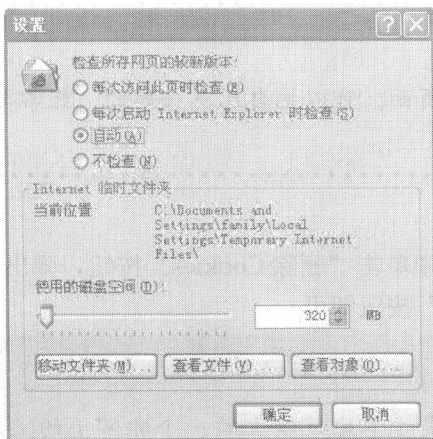 设置
检查所存网页的较新版本:
每次访问此页时检查(E)
每次启动 Internet Explorer 时检查(S)
自动(A)
不检查(N)
Internet 临时文件夹
当前位置
C:\Documents and
Settings\family\Local
Settings\Temporary Internet
Files\
使用的磁盘空间(D):
320 MB
移动文件夹(M)... 查看文件(V)... 查看对象(O)...
确定 取消